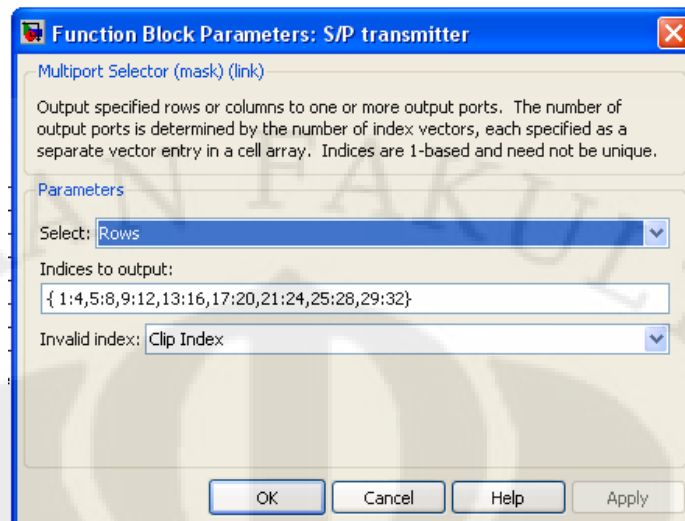 Function Block Parameters: S/P transmitter
Multiport Selector (mask) (link)
Output specified rows or columns to one or more output ports. The number of
output ports is determined by the number of index vectors, each specified as a
separate vector entry in a cell array. Indices are 1-based and need not be unique.
Parameters
Select: Rows
Indices to output:
{ 1:4,5:8,9:12,13:16,17:20,21:24,25:28,29:32}
Invalid index: Clip Index
OK Cancel Help Apply
AN FAKUL